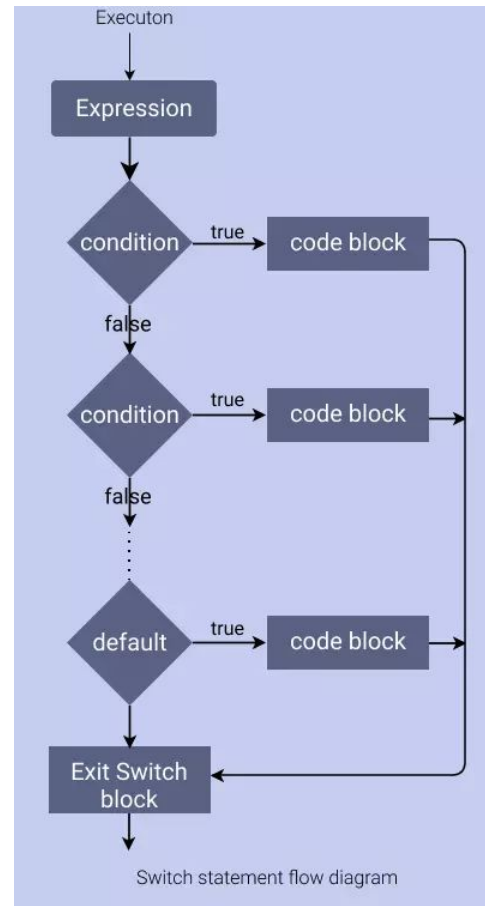 Executon
Expression
condition
true
code block
false
condition
true
code block
false
default
true
code block
Exit Switch
block
Switch statement flow diagram